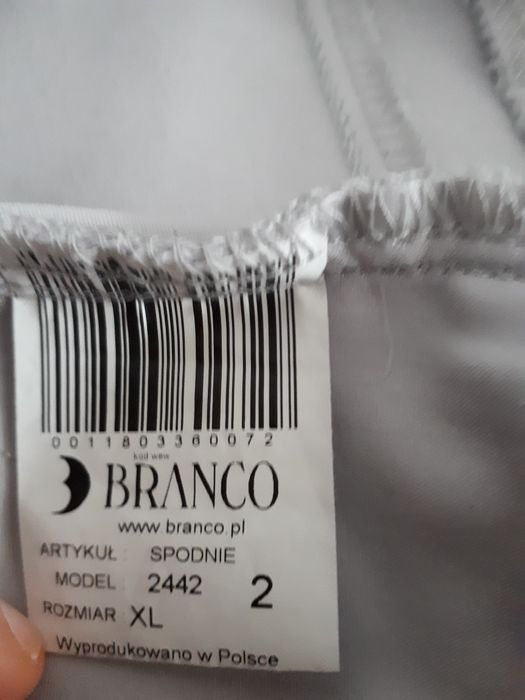 0011803360072
kod wew
BRANCO
www.branco.pl
ARTYKUŁ: SPODNIE
MODEL: 2442 2
ROZMIAR XL
Wyprodukowano w Polsce